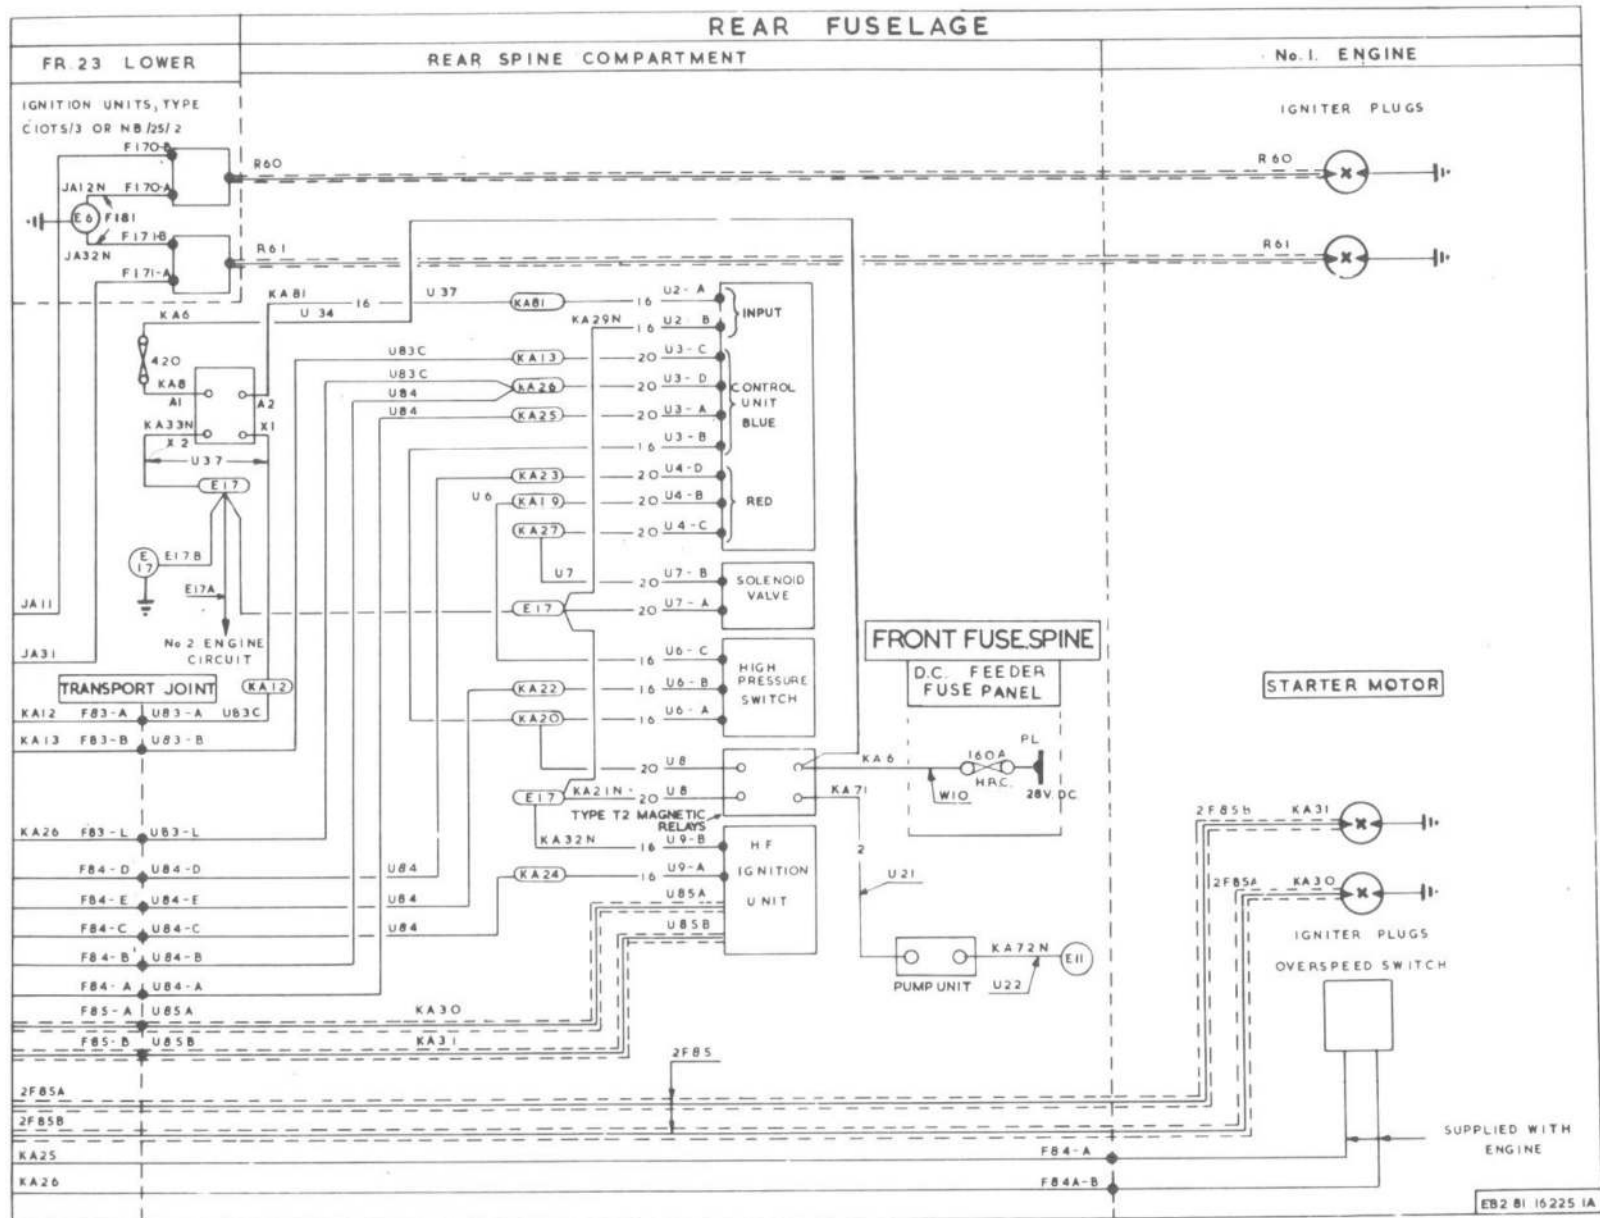 REAR FUSELAGE
FR. 23 LOWER
REAR SPINE COMPARTMENT
No. 1. ENGINE
IGNITION UNITS, TYPE
C10TS/3 OR NB/25/2
IGNITER PLUGS
F170-B
R60
R60
JA12N F170-A
E6 F181
F171-B
JA32N
R61
R61
F171-A
KA81 16 U37 KA81 16 U2-A
INPUT
KA6 U34
KA29N 16 U2 B
U83C KA13 20 U3-C
420
U83C KA26 20 U3-D
CONTROL
UNIT
BLUE
KA8
A1 A2
U84
U84 KA25 20 U3-A
KA33N X1
X2
16 U3-B
U37
KA23 20 U4-D
E17
U6 KA19 20 U4-B
RED
KA27 20 U4-C
E
17
E17B
U7 20 U7-B
SOLENOID
VALVE
E17A
E17 20 U7-A
JA11
No 2. ENGINE
CIRCUIT
FRONT FUSE.SPINE
JA31
16 U6-C
HIGH
PRESSURE
SWITCH
D.C. FEEDER
FUSE PANEL
TRANSPORT JOINT
KA12
KA22 16 U6-B
STARTER MOTOR
KA12 F83-A U83-A U83C
KA20 16 U6-A
KA13 F83-B U83-B
PL
160A
H.R.C.
28V. DC.
20 U8
KA6
W10
E17 KA21N 20 U8
KA71
TYPE T2 MAGNETIC
RELAYS
2F85b KA31
KA26 F83-L U83-L
KA32N 16 U9-B
HF
IGNITION
UNIT
2
F84-D U84-D U84
KA24 16 U9-A
U21
2F85A KA30
F84-E U84-E U84
U85A
F84-C U84-C U84
U85B
IGNITER PLUGS
F84-B U84-B
KA72N E11
OVERSPEED SWITCH
F84-A U84-A
PUMP UNIT U22
F85-A U85A KA30
F85-B U85B KA31
2F85
2F85A
2F85B
SUPPLIED WITH
ENGINE
KA25 F84-A
KA26 F84A-B
EB2 81 16225 1A